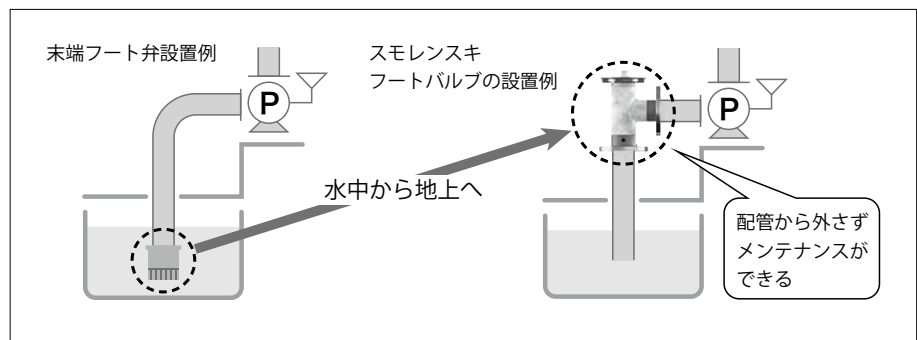 末端フート弁設置例
P
スモレンスキ
フートバルブの設置例
P
水中から地上へ
配管から外さず
メンテナンスが
できる